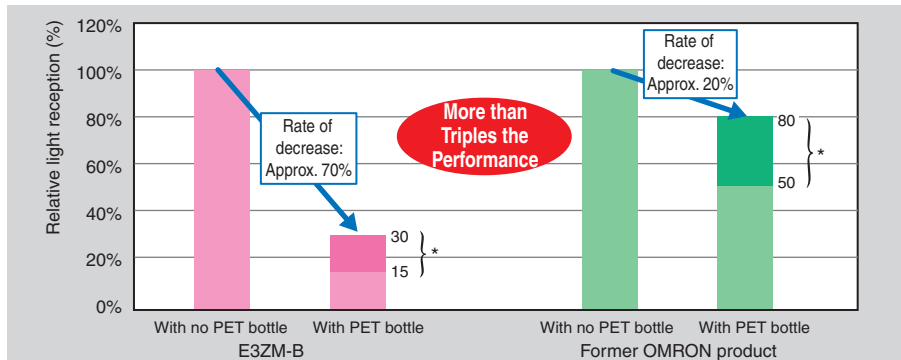 Relative light reception (%)
120%
100%
80%
60%
40%
20%
0%
Rate of
decrease:
Approx. 70%
30
15
*
More than
Triples the
Performance
Rate of
decrease:
Approx. 20%
80
50
*
With no PET bottle
With PET bottle
E3ZM-B
With no PET bottle
With PET bottle
Former OMRON product